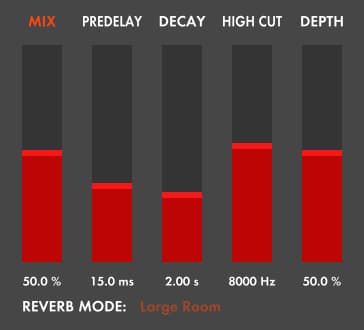 MIX PREDELAY DECAY HIGH CUT DEPTH
50.0 % 15.0 ms 2.00 s 8000 Hz 50.0 %
REVERB MODE: Large Room